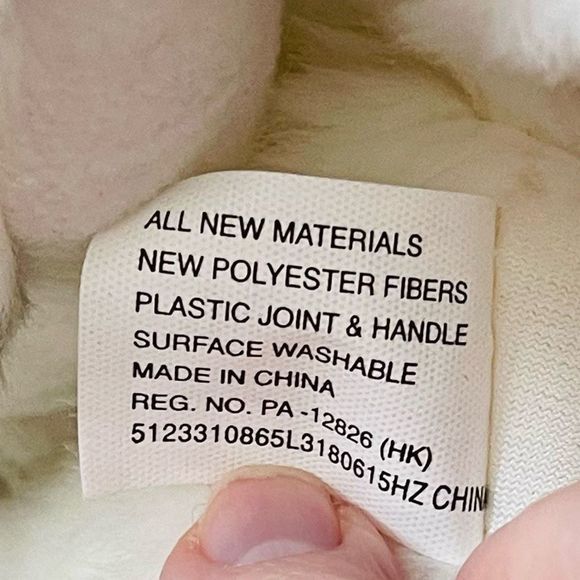 ALL NEW MATERIALS
NEW POLYESTER FIBERS
PLASTIC JOINT & HANDLE
SURFACE WASHABLE
MADE IN CHINA
REG. NO. PA -12826 (HK)
5123310865L3180615HZ CHINA